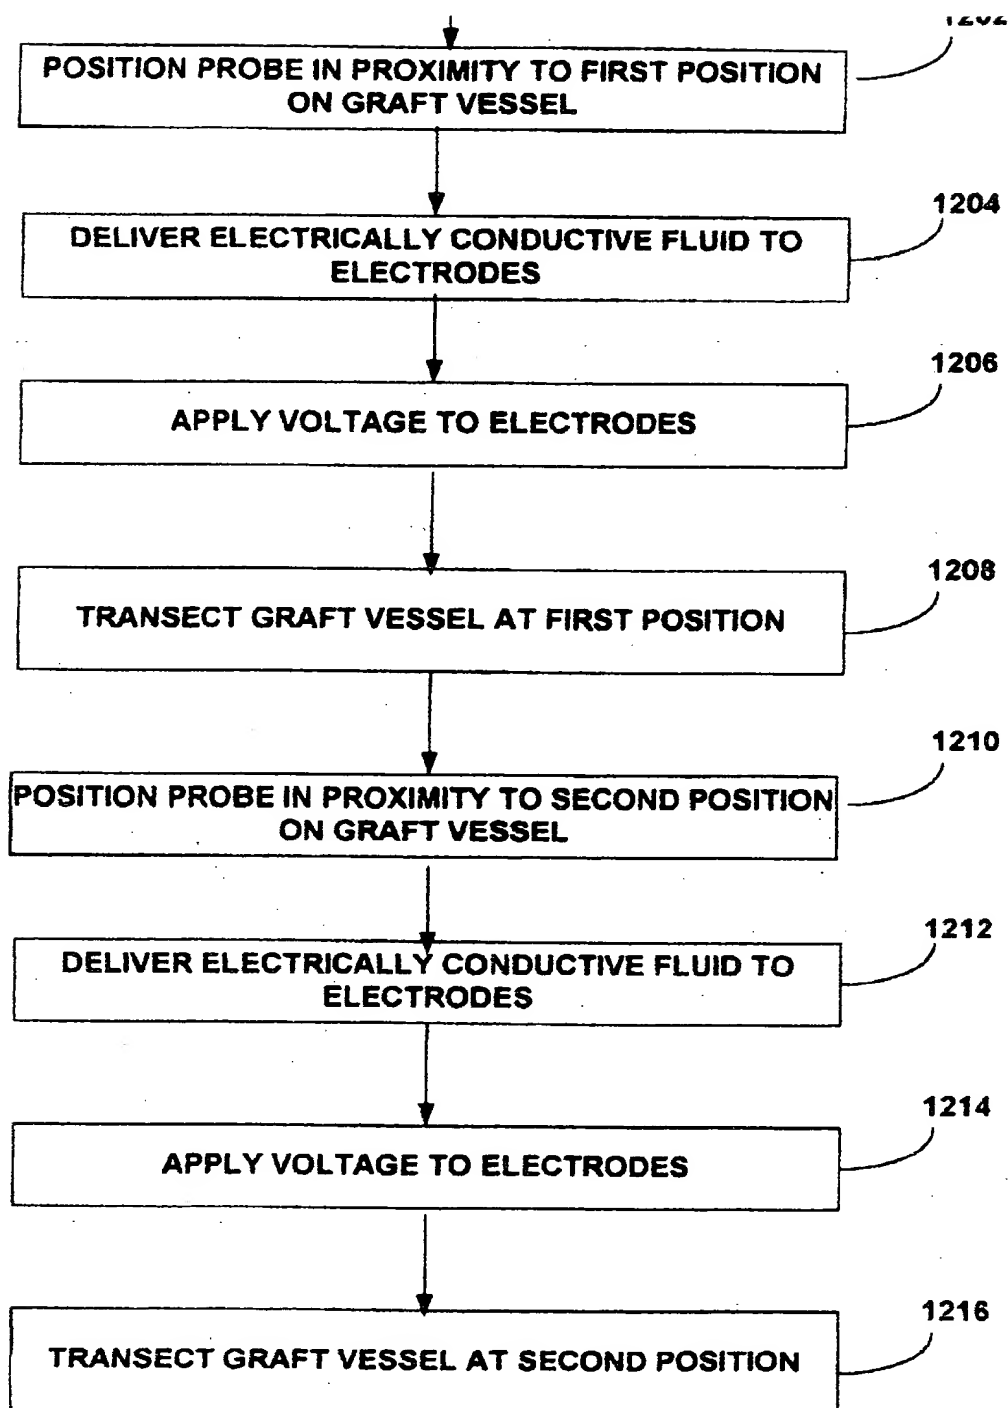 1202
POSITION PROBE IN PROXIMITY TO FIRST POSITION
ON GRAFT VESSEL
1204
DELIVER ELECTRICALLY CONDUCTIVE FLUID TO
ELECTRODES
1206
APPLY VOLTAGE TO ELECTRODES
1208
TRANSECT GRAFT VESSEL AT FIRST POSITION
1210
POSITION PROBE IN PROXIMITY TO SECOND POSITION
ON GRAFT VESSEL
1212
DELIVER ELECTRICALLY CONDUCTIVE FLUID TO
ELECTRODES
1214
APPLY VOLTAGE TO ELECTRODES
1216
TRANSECT GRAFT VESSEL AT SECOND POSITION